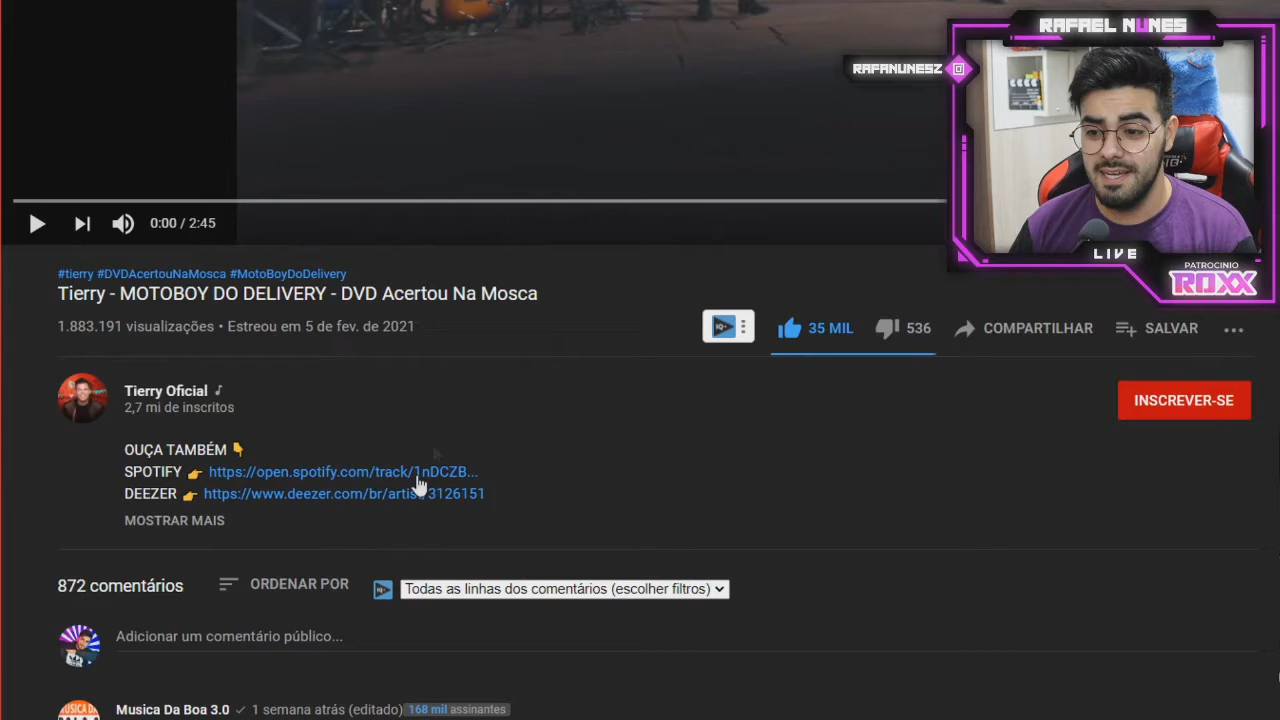 RAFAEL NUNES
RAFANUNESZ
LIVE
PATROCINIO
ROXX
0:00 / 2:45
#tierry #DVDAcertouNaMosca #MotoBoyDoDelivery
Tierry - MOTOBOY DO DELIVERY - DVD Acertou Na Mosca
1.883.191 visualizações • Estreou em 5 de fev. de 2021
35 MIL
536
COMPARTILHAR
SALVAR
Tierry Oficial
2,7 mi de inscritos
INSCREVER-SE
OUÇA TAMBÉM 👇
SPOTIFY 👉 https://open.spotify.com/track/1nDCZB...
DEEZER 👉 https://www.deezer.com/br/artist/3126151
MOSTRAR MAIS
872 comentários
ORDENAR POR
Todas as linhas dos comentários (escolher filtros)
Adicionar um comentário público...
Musica Da Boa 3.0 ✓ 1 semana atrás (editado) 168 mil assinantes